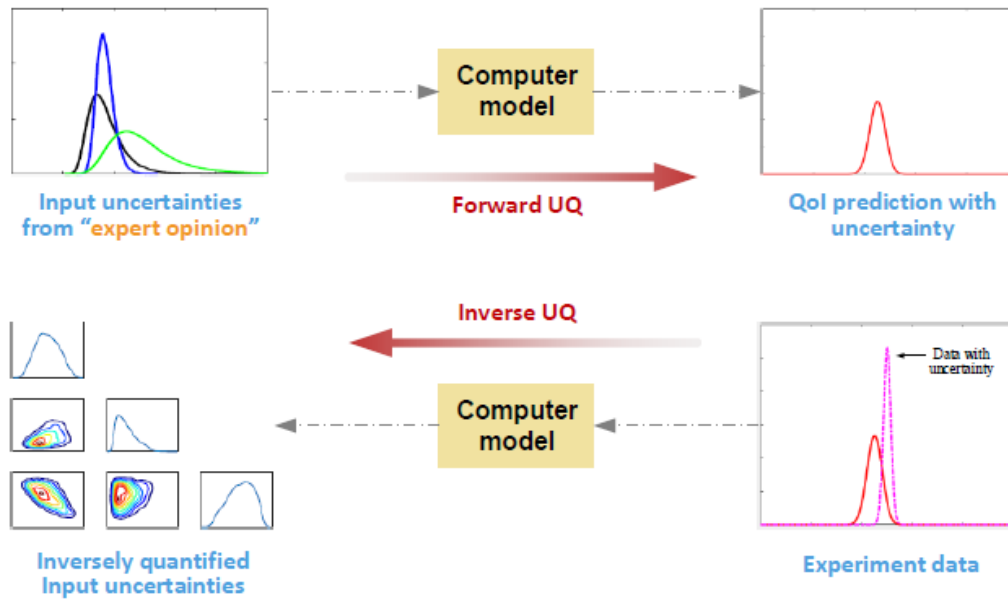 Computer
model
Input uncertainties
from “expert opinion”
Forward UQ
QoI prediction with
uncertainty
Inverse UQ
Data with
uncertainty
Computer
model
Inversely quantified
Input uncertainties
Experiment data